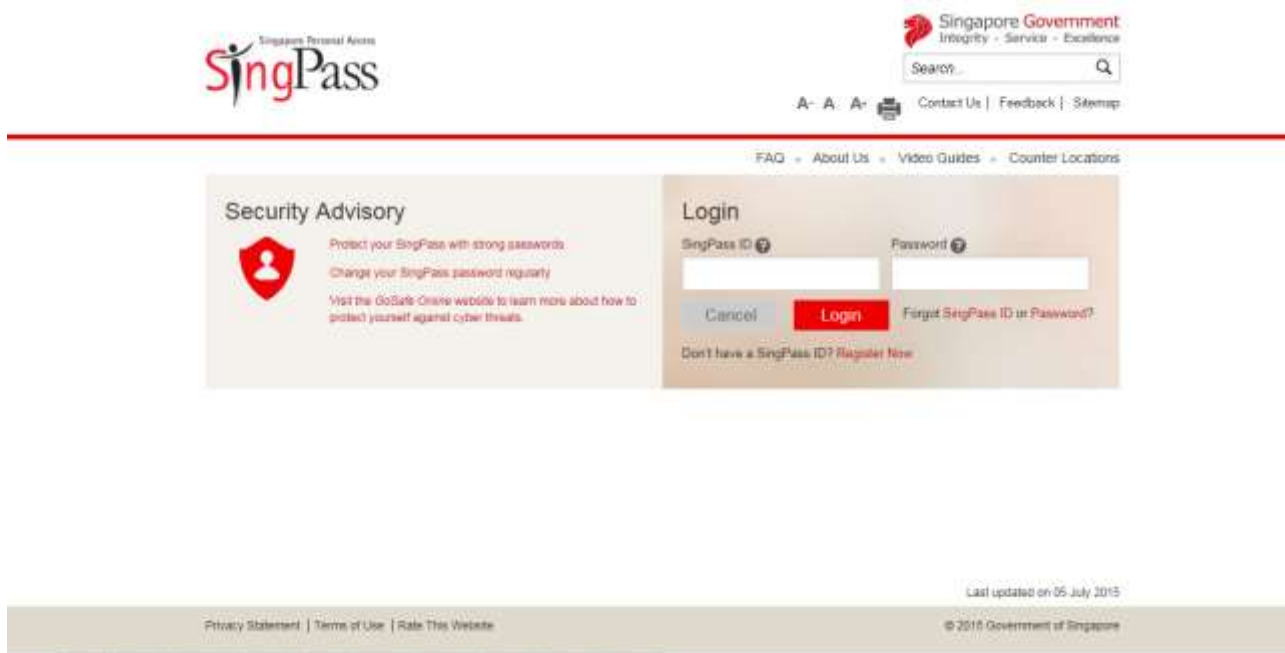 Singapore Personal Access
SingPass
Singapore Government
Integrity · Service · Excellence
Search...
A- A A+ Contact Us | Feedback | Sitemap
FAQ About Us Video Guides Counter Locations
Security Advisory
Protect your SingPass with strong passwords
Change your SingPass password regularly
Visit the GoSafe Online website to learn more about how to
protect yourself against cyber threats.
Login
SingPass ID ? Password ?
Cancel Login Forgot SingPass ID or Password?
Don't have a SingPass ID? Register Now
Last updated on 05 July 2015
Privacy Statement | Terms of Use | Rate This Website
© 2015 Government of Singapore